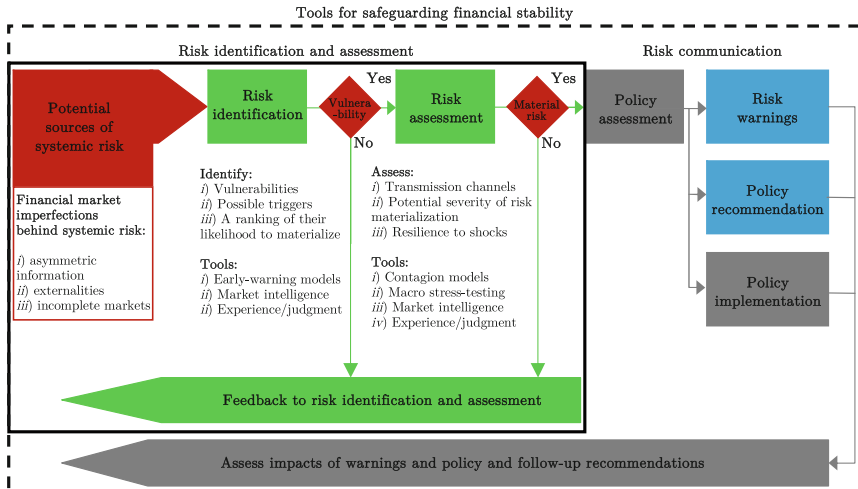 Tools for safeguarding financial stability
Risk identification and assessment
Risk communication
Potential
sources of
systemic risk
Risk
identification
Vulnera
-bility
Yes
No
Risk
assessment
Material
risk
Yes
No
Policy
assessment
Risk
warnings
Policy
recommendation
Policy
implementation
Financial market
imperfections
behind systemic risk:
i) asymmetric
information
ii) externalities
iii) incomplete markets
Identify:
i) Vulnerabilities
ii) Possible triggers
iii) A ranking of their
likelihood to materialize
Tools:
i) Early-warning models
ii) Market intelligence
ii) Experience/judgment
Assess:
i) Transmission channels
ii) Potential severity of risk
materialization
iii) Resilience to shocks
Tools:
i) Contagion models
ii) Macro stress-testing
iii) Market intelligence
iv) Experience/judgment
Feedback to risk identification and assessment
Assess impacts of warnings and policy and follow-up recommendations